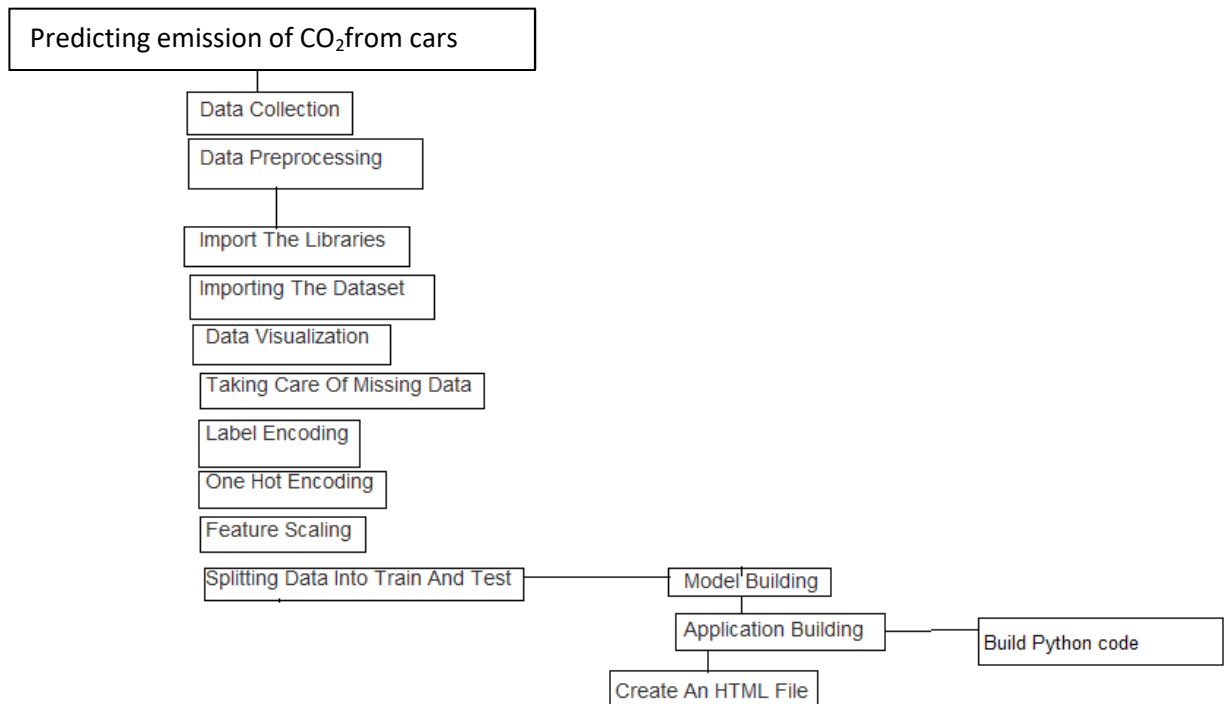 Predicting emission of CO₂from cars
Data Collection
Data Preprocessing
Import The Libraries
Importing The Dataset
Data Visualization
Taking Care Of Missing Data
Label Encoding
One Hot Encoding
Feature Scaling
Splitting Data Into Train And Test
Model Building
Application Building
Build Python code
Create An HTML File